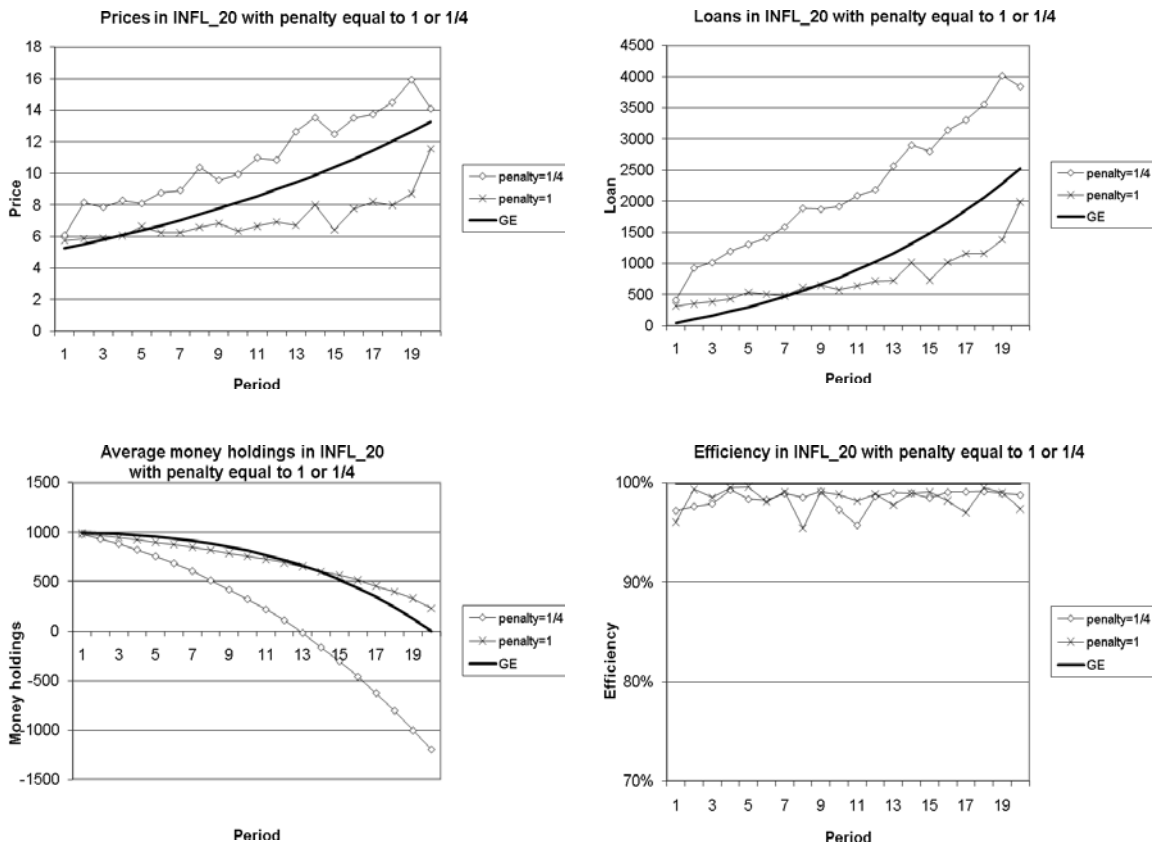 Prices in INFL_20 with penalty equal to 1 or 1/4
18
16
14
12
10
8
6
4
2
0
Price
1 3 5 7 9 11 13 15 17 19
Period
penalty=1/4
penalty=1
GE
Loans in INFL_20 with penalty equal to 1 or 1/4
4500
4000
3500
3000
2500
2000
1500
1000
500
0
Loan
1 3 5 7 9 11 13 15 17 19
Period
penalty=1/4
penalty=1
GE
Average money holdings in INFL_20
with penalty equal to 1 or 1/4
1500
1000
500
0
-500
-1000
-1500
Money holdings
1 3 5 7 9 11 13 15 17 19
Period
penalty=1/4
penalty=1
GE
Efficiency in INFL_20 with penalty equal to 1 or 1/4
100%
90%
80%
70%
Efficiency
1 3 5 7 9 11 13 15 17 19
Period
penalty=1/4
penalty=1
GE